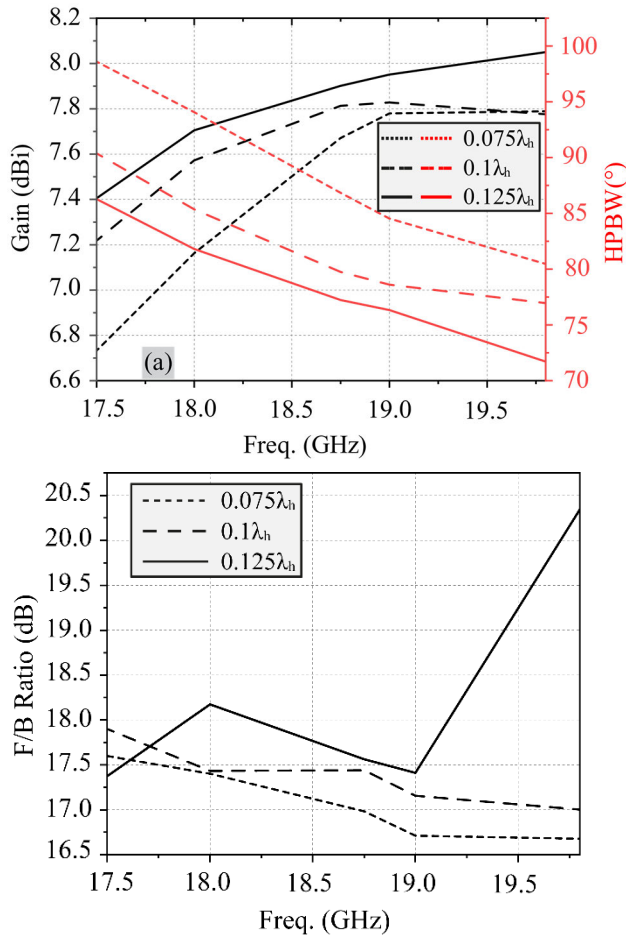 8.2
8.0
7.8
7.6
7.4
7.2
7.0
6.8
6.6
Gain (dBi)
100
95
90
85
80
75
70
HPBW(°)
0.075λh
0.1λh
0.125λh
(a)
17.5 18.0 18.5 19.0 19.5
Freq. (GHz)
20.5
20.0
19.5
19.0
18.5
18.0
17.5
17.0
16.5
F/B Ratio (dB)
0.075λh
0.1λh
0.125λh
17.5 18.0 18.5 19.0 19.5
Freq. (GHz)